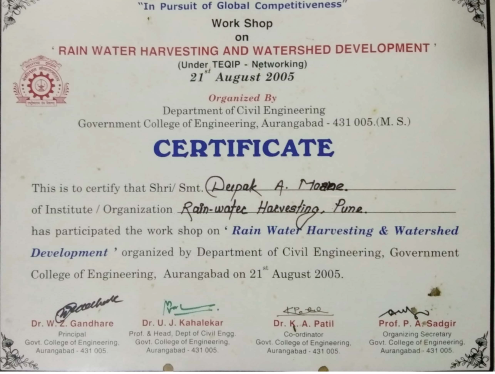 "In Pursuit of Global Competitiveness"
Work Shop
on
' RAIN WATER HARVESTING AND WATERSHED DEVELOPMENT '
(Under TEQIP - Networking)
21st August 2005
Organized By
Department of Civil Engineering
Government College of Engineering, Aurangabad - 431 005.(M. S.)
CERTIFICATE
This is to certify that Shri/ Smt. Deepak A. Morne.
of Institute / Organization Rain-water Harvesting, Pune.
has participated the work shop on ' Rain Water Harvesting & Watershed
Development ' organized by Department of Civil Engineering, Government
College of Engineering, Aurangabad on 21st August 2005.
Dr. W. Z. Gandhare Dr. U. J. Kahalekar Dr. K. A. Patil Prof. P. A. Sadgir
Principal Prof. & Head, Dept of Civil Engg. Co-ordinator Organizing Secretary
Govt. College of Engineering, Govt. College of Engineering, Govt. College of Engineering, Govt. College of Engineering,
Aurangabad - 431 005. Aurangabad - 431 005. Aurangabad - 431 005. Aurangabad - 431 005.